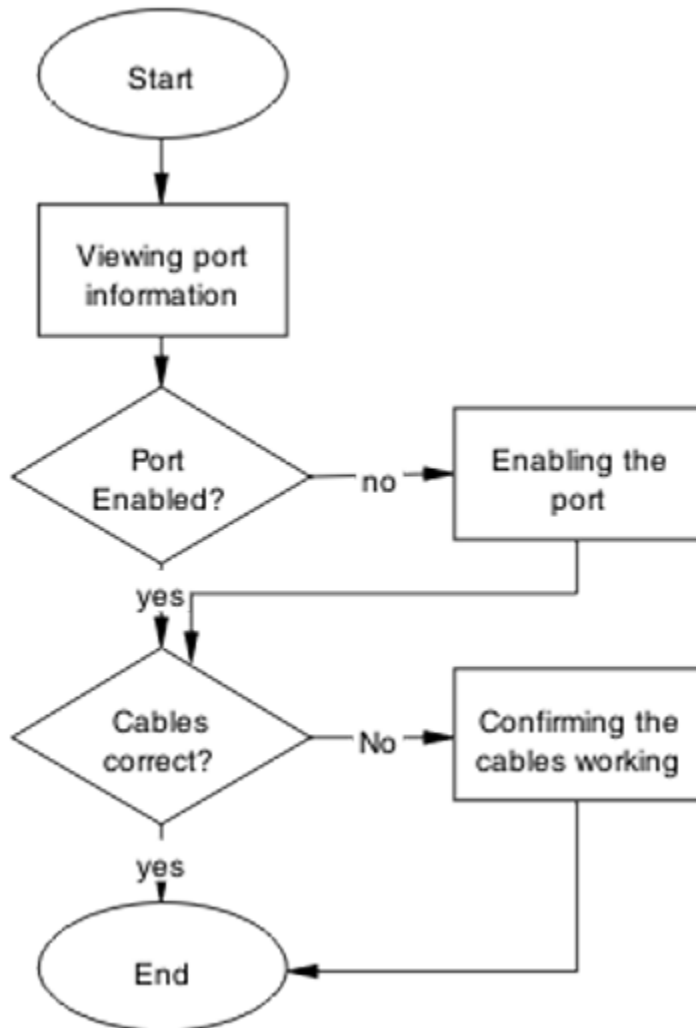 Start
Viewing port
information
Port
Enabled?
no
Enabling the
port
yes
Cables
correct?
No
Confirming the
cables working
yes
End